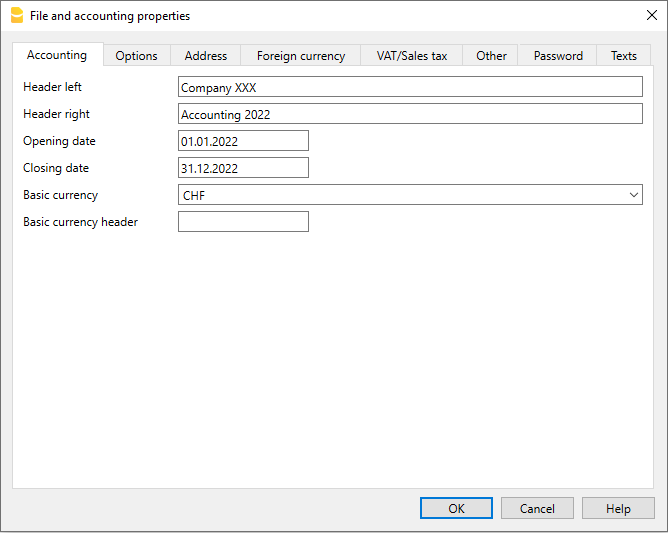 File and accounting properties
Accounting Options Address Foreign currency VAT/Sales tax Other Password Texts
Header left Company XXX
Header right Accounting 2022
Opening date 01.01.2022
Closing date 31.12.2022
Basic currency CHF
Basic currency header
OK Cancel Help